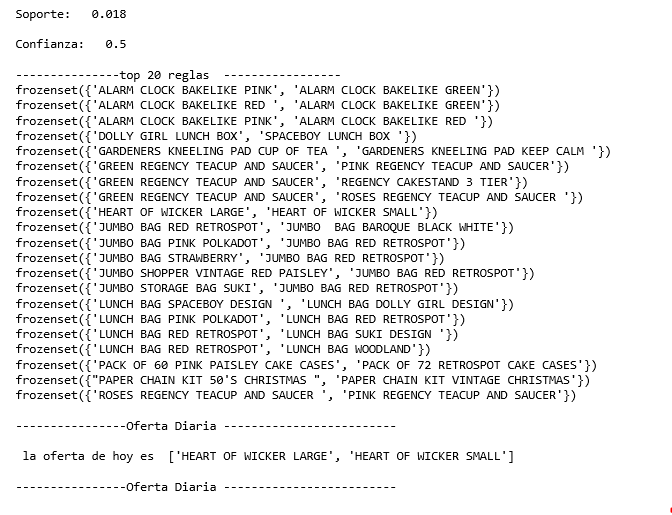 Soporte:   0.018
Confianza:   0.5
---------------top 20 reglas  -----------------
frozenset({'ALARM CLOCK BAKELIKE PINK', 'ALARM CLOCK BAKELIKE GREEN'})
frozenset({'ALARM CLOCK BAKELIKE RED ', 'ALARM CLOCK BAKELIKE GREEN'})
frozenset({'ALARM CLOCK BAKELIKE PINK', 'ALARM CLOCK BAKELIKE RED '})
frozenset({'DOLLY GIRL LUNCH BOX', 'SPACEBOY LUNCH BOX '})
frozenset({'GARDENERS KNEELING PAD CUP OF TEA ', 'GARDENERS KNEELING PAD KEEP CALM '})
frozenset({'GREEN REGENCY TEACUP AND SAUCER', 'PINK REGENCY TEACUP AND SAUCER'})
frozenset({'GREEN REGENCY TEACUP AND SAUCER', 'REGENCY CAKESTAND 3 TIER'})
frozenset({'GREEN REGENCY TEACUP AND SAUCER', 'ROSES REGENCY TEACUP AND SAUCER '})
frozenset({'HEART OF WICKER LARGE', 'HEART OF WICKER SMALL'})
frozenset({'JUMBO BAG RED RETROSPOT', 'JUMBO  BAG BAROQUE BLACK WHITE'})
frozenset({'JUMBO BAG PINK POLKADOT', 'JUMBO BAG RED RETROSPOT'})
frozenset({'JUMBO BAG STRAWBERRY', 'JUMBO BAG RED RETROSPOT'})
frozenset({'JUMBO SHOPPER VINTAGE RED PAISLEY', 'JUMBO BAG RED RETROSPOT'})
frozenset({'JUMBO STORAGE BAG SUKI', 'JUMBO BAG RED RETROSPOT'})
frozenset({'LUNCH BAG SPACEBOY DESIGN ', 'LUNCH BAG DOLLY GIRL DESIGN'})
frozenset({'LUNCH BAG PINK POLKADOT', 'LUNCH BAG RED RETROSPOT'})
frozenset({'LUNCH BAG RED RETROSPOT', 'LUNCH BAG SUKI DESIGN '})
frozenset({'LUNCH BAG RED RETROSPOT', 'LUNCH BAG WOODLAND'})
frozenset({'PACK OF 60 PINK PAISLEY CAKE CASES', 'PACK OF 72 RETROSPOT CAKE CASES'})
frozenset({"PAPER CHAIN KIT 50'S CHRISTMAS ", 'PAPER CHAIN KIT VINTAGE CHRISTMAS'})
frozenset({'ROSES REGENCY TEACUP AND SAUCER ', 'PINK REGENCY TEACUP AND SAUCER'})
----------------Oferta Diaria -------------------------
la oferta de hoy es  ['HEART OF WICKER LARGE', 'HEART OF WICKER SMALL']
----------------Oferta Diaria -------------------------